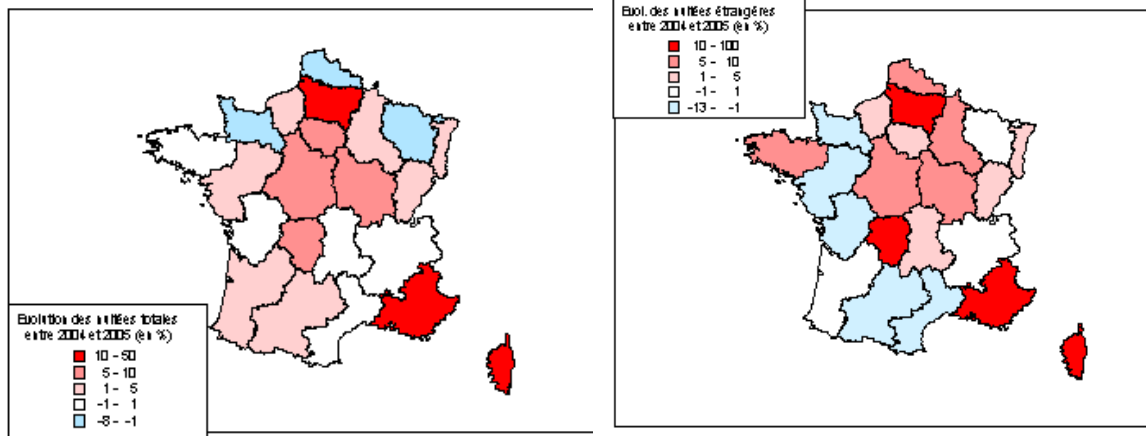 Evolution des nuitées totales
entre 2004 et 2005 (en %)
10 - 50
5 - 10
1 - 5
-1 - 1
-8 - -1
Evol. des nuitées étrangères
entre 2004 et 2005 (en %)
10 - 100
5 - 10
1 - 5
-1 - 1
-13 - -1